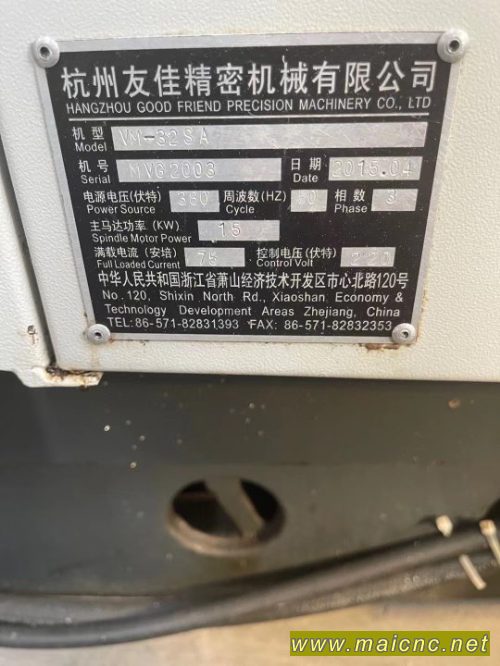 杭州友佳精密机械有限公司
HANGZHOU GOOD FRIEND PRECISION MACHINERY CO., LTD
机型 Model VM-32SA
机号 Serial MVG2003 日期 Date 2015.04
电源电压(伏特) Power Source 380 周波数(HZ) Cycle 50 相数 Phase 3
主马达功率 (KW) Spindle Motor Power 15
满载电流 (安培) Full Loaded Current 75 控制电压(伏特) Control Volt 220
中华人民共和国浙江省萧山经济技术开发区市心北路120号
No.120, Shixin North Rd., Xiaoshan, Economy &
Technology Development Areas Zhejiang, China
TEL:86-571-82831393 FAX: 86-571-82832353
www.maicnc.net